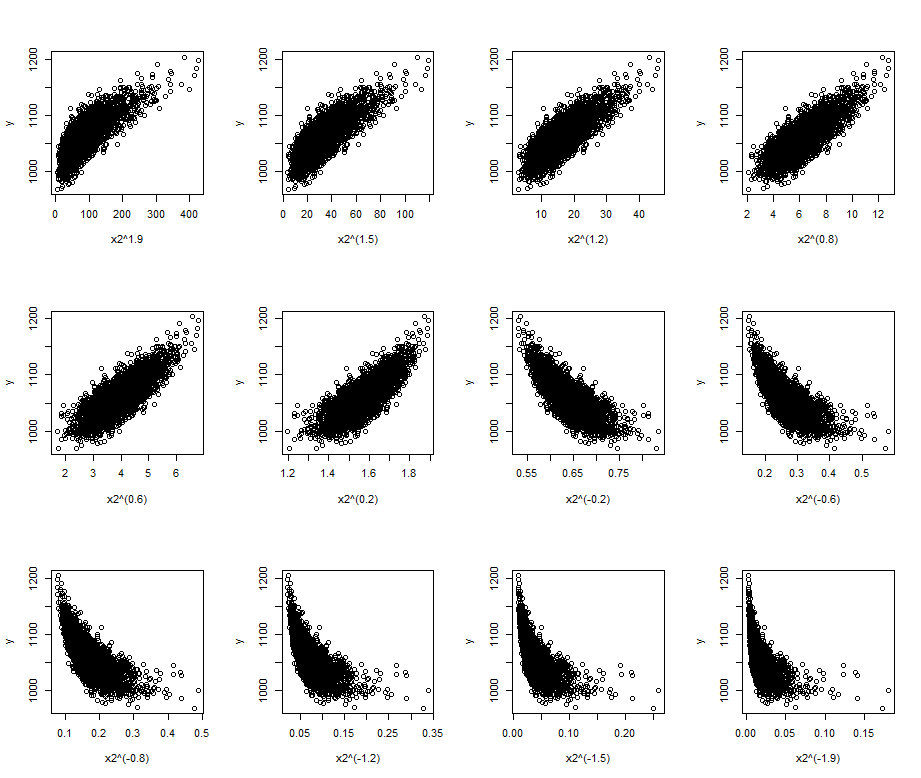 1200
1100
1000
y
0 100 200 300 400
x2^1.9
1200
1100
1000
y
0 20 40 60 80 100
x2^(1.5)
1200
1100
1000
y
10 20 30 40
x2^(1.2)
1200
1100
1000
y
2 4 6 8 10 12
x2^(0.8)
1200
1100
1000
y
2 3 4 5 6
x2^(0.6)
1200
1100
1000
y
1.2 1.4 1.6 1.8
x2^(0.2)
1200
1100
1000
y
0.55 0.65 0.75
x2^(-0.2)
1200
1100
1000
y
0.2 0.3 0.4 0.5
x2^(-0.6)
1200
1100
1000
y
0.1 0.2 0.3 0.4 0.5
x2^(-0.8)
1200
1100
1000
y
0.05 0.15 0.25 0.35
x2^(-1.2)
1200
1100
1000
y
0.00 0.10 0.20
x2^(-1.5)
1200
1100
1000
y
0.00 0.05 0.10 0.15
x2^(-1.9)